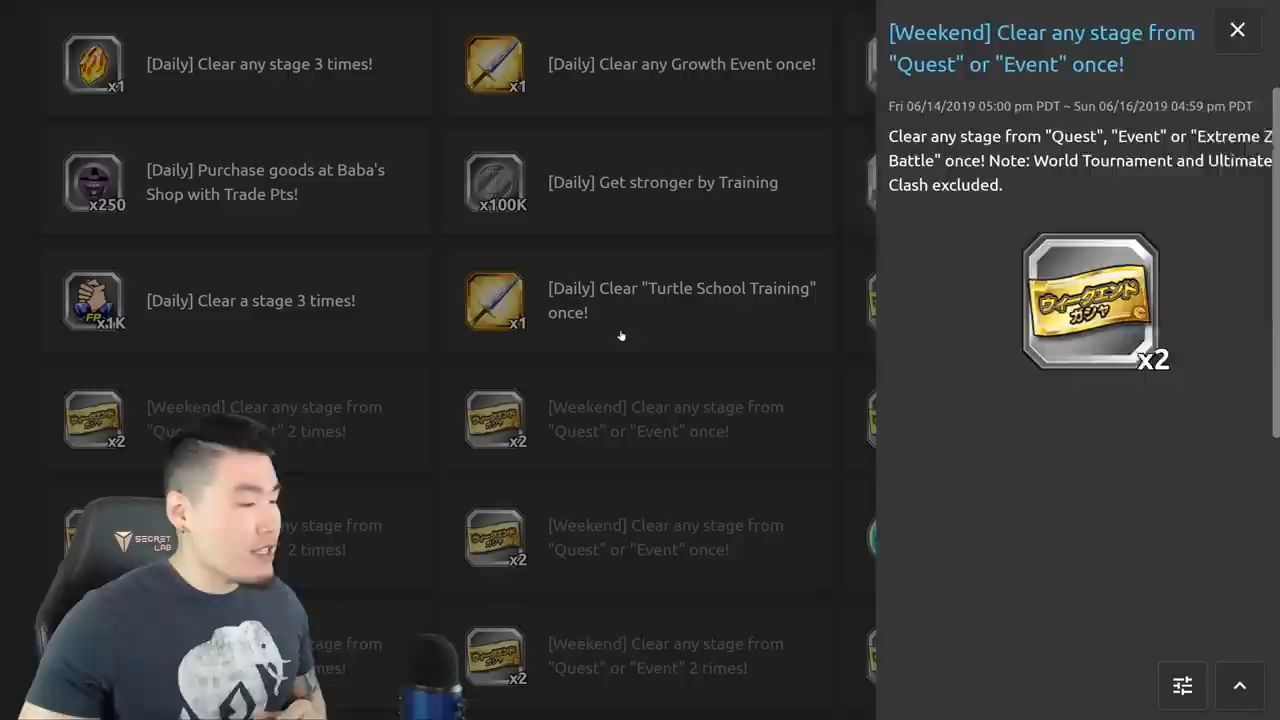 [Daily] Clear any stage 3 times!
x1
[Daily] Clear any Growth Event once!
x1
[Daily] Purchase goods at Baba's
Shop with Trade Pts!
x250
[Daily] Get stronger by Training
x100K
[Daily] Clear a stage 3 times!
FP
x1K
[Daily] Clear "Turtle School Training"
once!
x1
[Weekend] Clear any stage from
2 times!
x2
[Weekend] Clear any stage from
"Quest" or "Event" once!
x2
ny stage from
2 times!
[Weekend] Clear any stage from
"Quest" or "Event" once!
x2
stage from
mes!
[Weekend] Clear any stage from
"Quest" or "Event" 2 times!
x2
SECRET
LAB
[Weekend] Clear any stage from
"Quest" or "Event" once!
Fri 06/14/2019 05:00 pm PDT ~ Sun 06/16/2019 04:59 pm PDT
Clear any stage from "Quest", "Event" or "Extreme Z
Battle" once! Note: World Tournament and Ultimate
Clash excluded.
ウィークエンド
ガシャ
x2